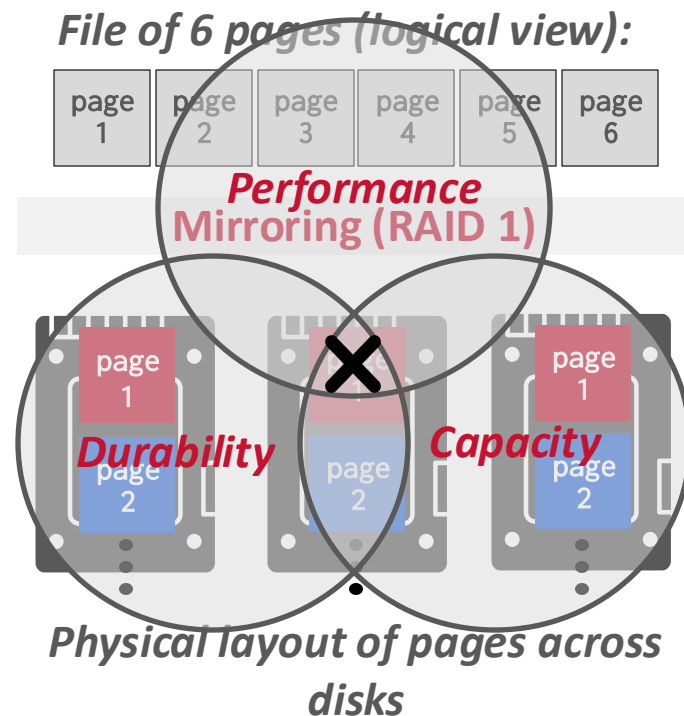 File of 6 pages (logical view):
page page page page page page
1 2 3 4 5 6
Performance
Mirroring (RAID 1)
page page page
1 1 1
Durability Capacity
page page page
2 2 2
Physical layout of pages across
disks